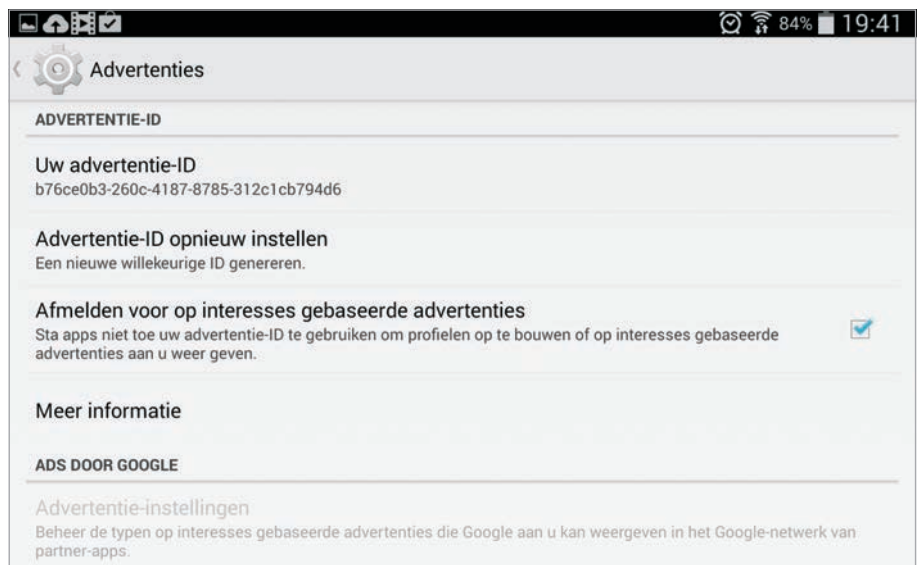 84% 19:41
Advertenties
ADVERTENTIE-ID
Uw advertentie-ID
b76ce0b3-260c-4187-8785-312c1cb794d6
Advertentie-ID opnieuw instellen
Een nieuwe willekeurige ID genereren.
Afmelden voor op interesses gebaseerde advertenties
Sta apps niet toe uw advertentie-ID te gebruiken om profielen op te bouwen of op interesses gebaseerde
advertenties aan u weer geven.
Meer informatie
ADS DOOR GOOGLE
Advertentie-instellingen
Beheer de typen op interesses gebaseerde advertenties die Google aan u kan weergeven in het Google-netwerk van
partner-apps.